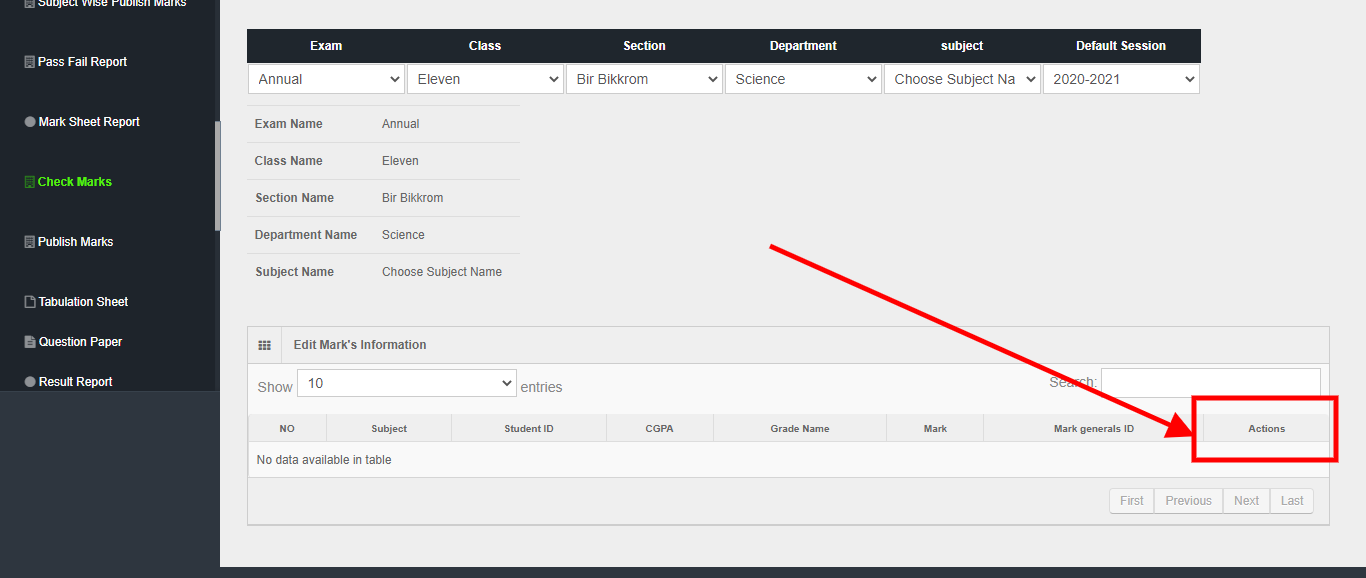 Subject Wise Publish Marks
Pass Fail Report
Mark Sheet Report
Check Marks
Publish Marks
Tabulation Sheet
Question Paper
Result Report
Exam Class Section Department subject Default Session
Annual Eleven Bir Bikkrom Science Choose Subject Na 2020-2021
Exam Name Annual
Class Name Eleven
Section Name Bir Bikkrom
Department Name Science
Subject Name Choose Subject Name
Edit Mark's Information
Show 10 entries Search:
NO Subject Student ID CGPA Grade Name Mark Mark generals ID Actions
No data available in table
First Previous Next Last